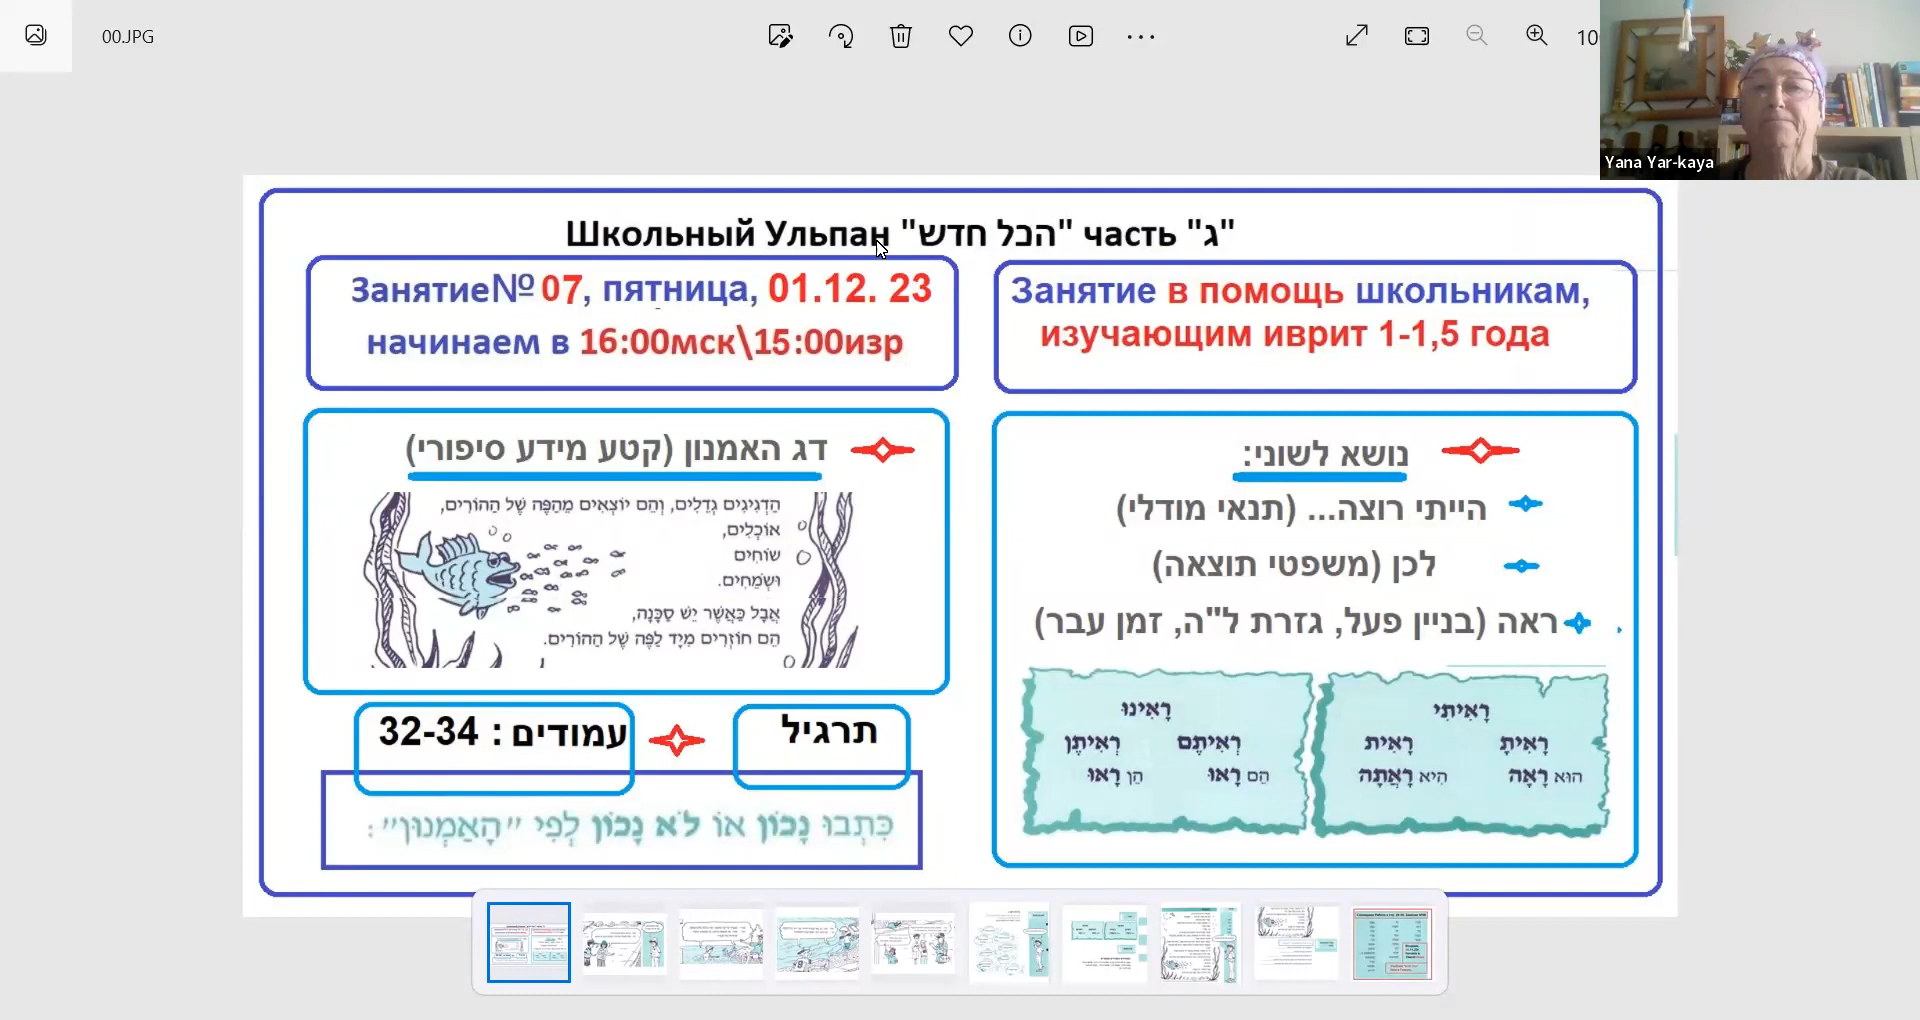 00.JPG
Yana Yar-kaya
Школьный Ульпан "הכל חדש" часть "ג"
Занятие№ 07, пятница, 01.12. 23
начинаем в 16:00мск\15:00изр
Занятие в помощь школьникам,
изучающим иврит 1-1,5 года
דג האמנון (קטע מידע סיפורי)
הַדְּגִיגִים גְּדֵלִים, וְהֵם יוֹצְאִים מֵהַפֶּה שֶׁל הַהוֹרִים,
אוֹכְלִים,
שׂוֹחִים
וּשְׂמֵחִים.
אֲבָל כַּאֲשֶׁר יֵשׁ סַכָּנָה,
הֵם חוֹזְרִים מִיָּד לַפֶּה שֶׁל הַהוֹרִים.
תרגיל
עמודים : 32-34
כִּתְבוּ נָכוֹן אוֹ לֹא נָכוֹן לְפִי "הָאַמְנוּן":
נושא לשוני:
הייתי רוצה... (תנאי מודלי)
לכן (משפטי תוצאה)
ראה (בניין פעל, גזרת ל"ה, זמן עבר)
רָאִיתִי
רָאִיתָ רָאִית
הוּא רָאָה הִיא רָאֲתָה
רָאִינוּ
רְאִיתֶם רְאִיתֶן
הֵם רָאוּ הֵן רָאוּ